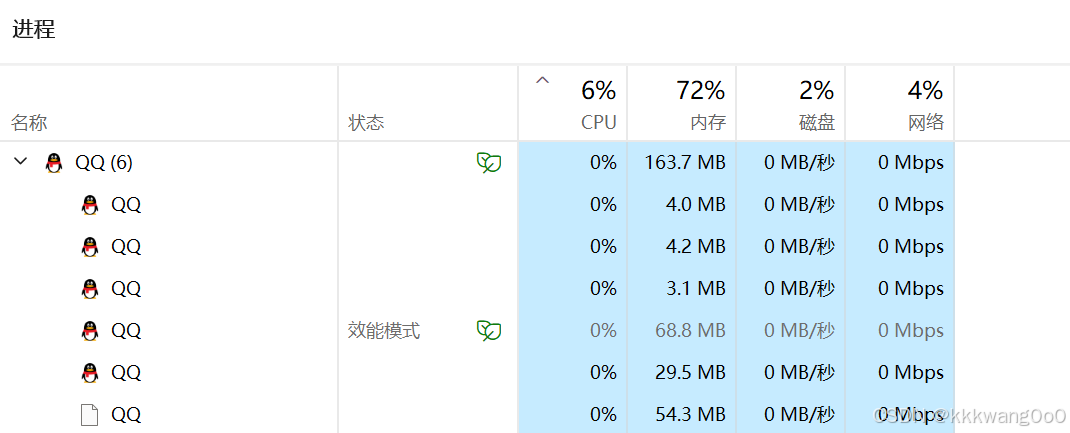 进程
6% 72% 2% 4%
名称 状态 CPU 内存 磁盘 网络
QQ (6) 0% 163.7 MB 0 MB/秒 0 Mbps
QQ 0% 4.0 MB 0 MB/秒 0 Mbps
QQ 0% 4.2 MB 0 MB/秒 0 Mbps
QQ 0% 3.1 MB 0 MB/秒 0 Mbps
QQ 效能模式 0% 68.8 MB 0 MB/秒 0 Mbps
QQ 0% 29.5 MB 0 MB/秒 0 Mbps
QQ 0% 54.3 MB 0 MB/秒 0 Mbps
CSDN @kkkwang0o0